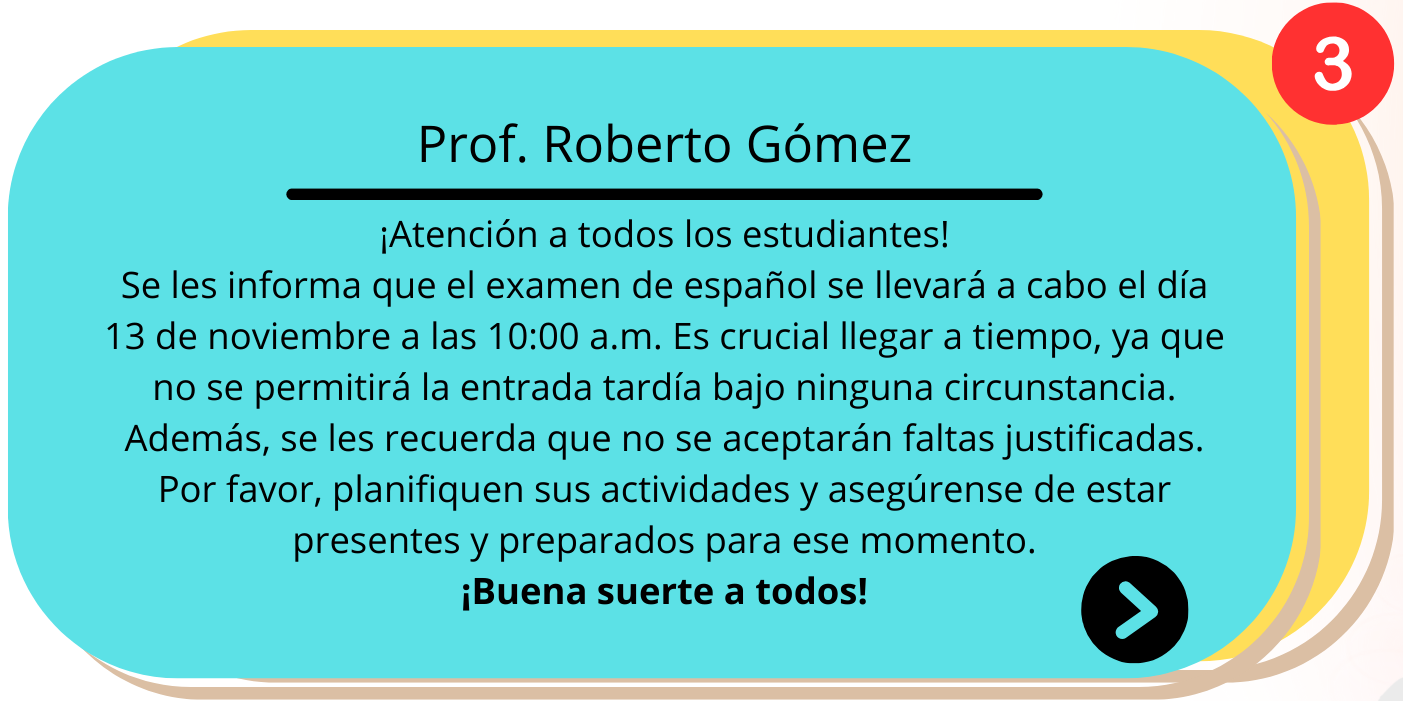 3
Prof. Roberto Gómez
¡Atención a todos los estudiantes!
Se les informa que el examen de español se llevará a cabo el día
13 de noviembre a las 10:00 a.m. Es crucial llegar a tiempo, ya que
no se permitirá la entrada tardía bajo ninguna circunstancia.
Además, se les recuerda que no se aceptarán faltas justificadas.
Por favor, planifiquen sus actividades y asegúrense de estar
presentes y preparados para ese momento.
¡Buena suerte a todos!